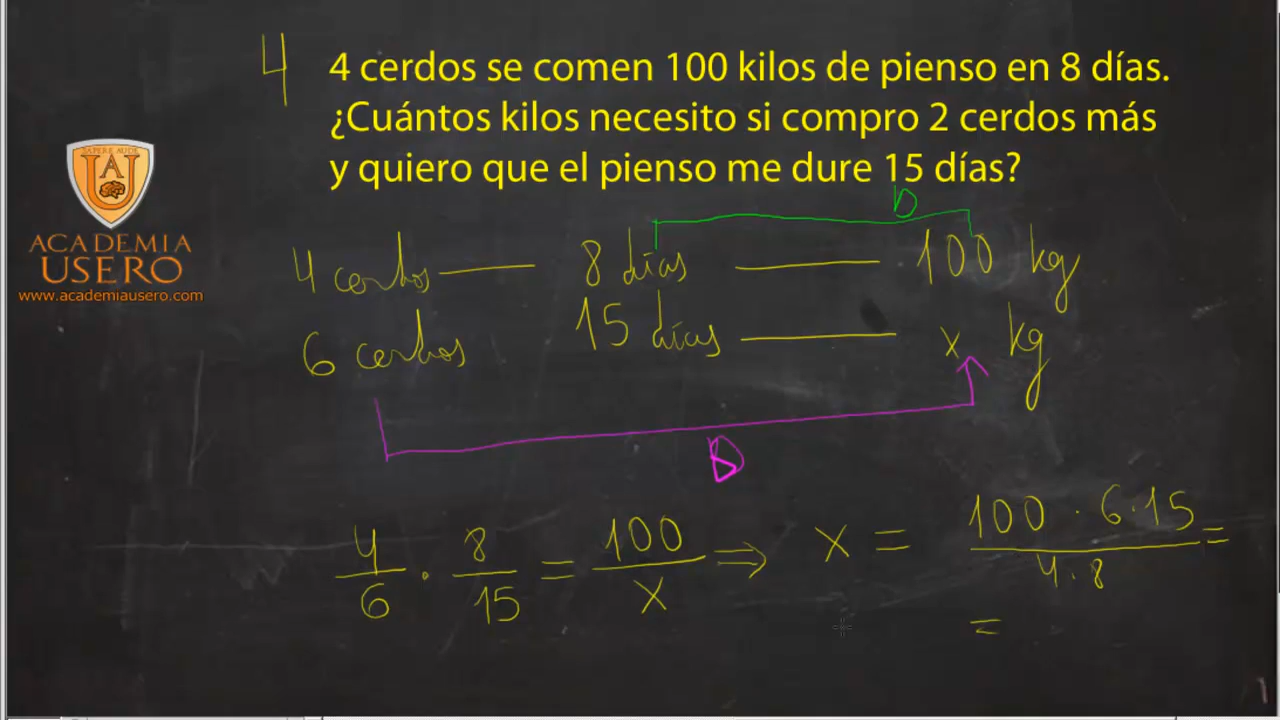 4
4 cerdos se comen 100 kilos de pienso en 8 días.
¿Cuántos kilos necesito si compro 2 cerdos más
y quiero que el pienso me dure 15 días?
SAPERE AUDE
UA
ACADEMIA
USERO
www.academiausero.com
D
4 cerdos —— 8 días —— 100 kg
6 cerdos 15 días —— x kg
D
4/6 · 8/15 = 100/x ⇒ x = 100 · 6 · 15 / 4 · 8 =
=